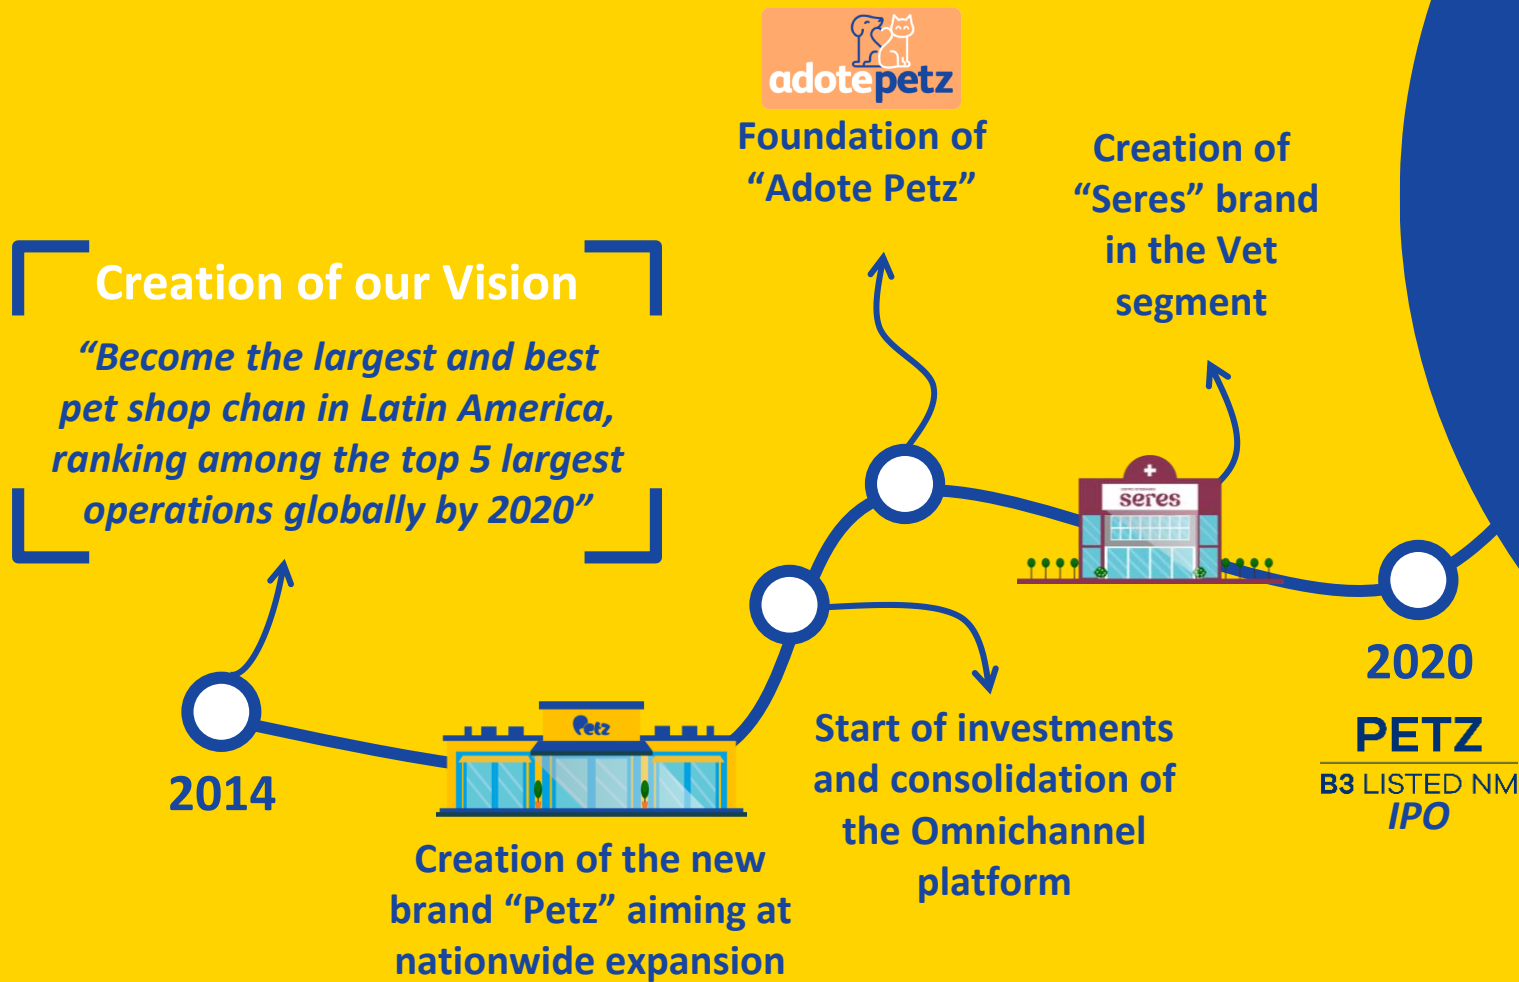 adotepetz
Foundation of
“Adote Petz”
Creation of
“Seres” brand
in the Vet
segment
Creation of our Vision
“Become the largest and best
pet shop chan in Latin America,
ranking among the top 5 largest
operations globally by 2020”
seres
2014
Petz
Creation of the new
brand “Petz” aiming at
nationwide expansion
Start of investments
and consolidation of
the Omnichannel
platform
2020
PETZ
B3 LISTED NM
IPO